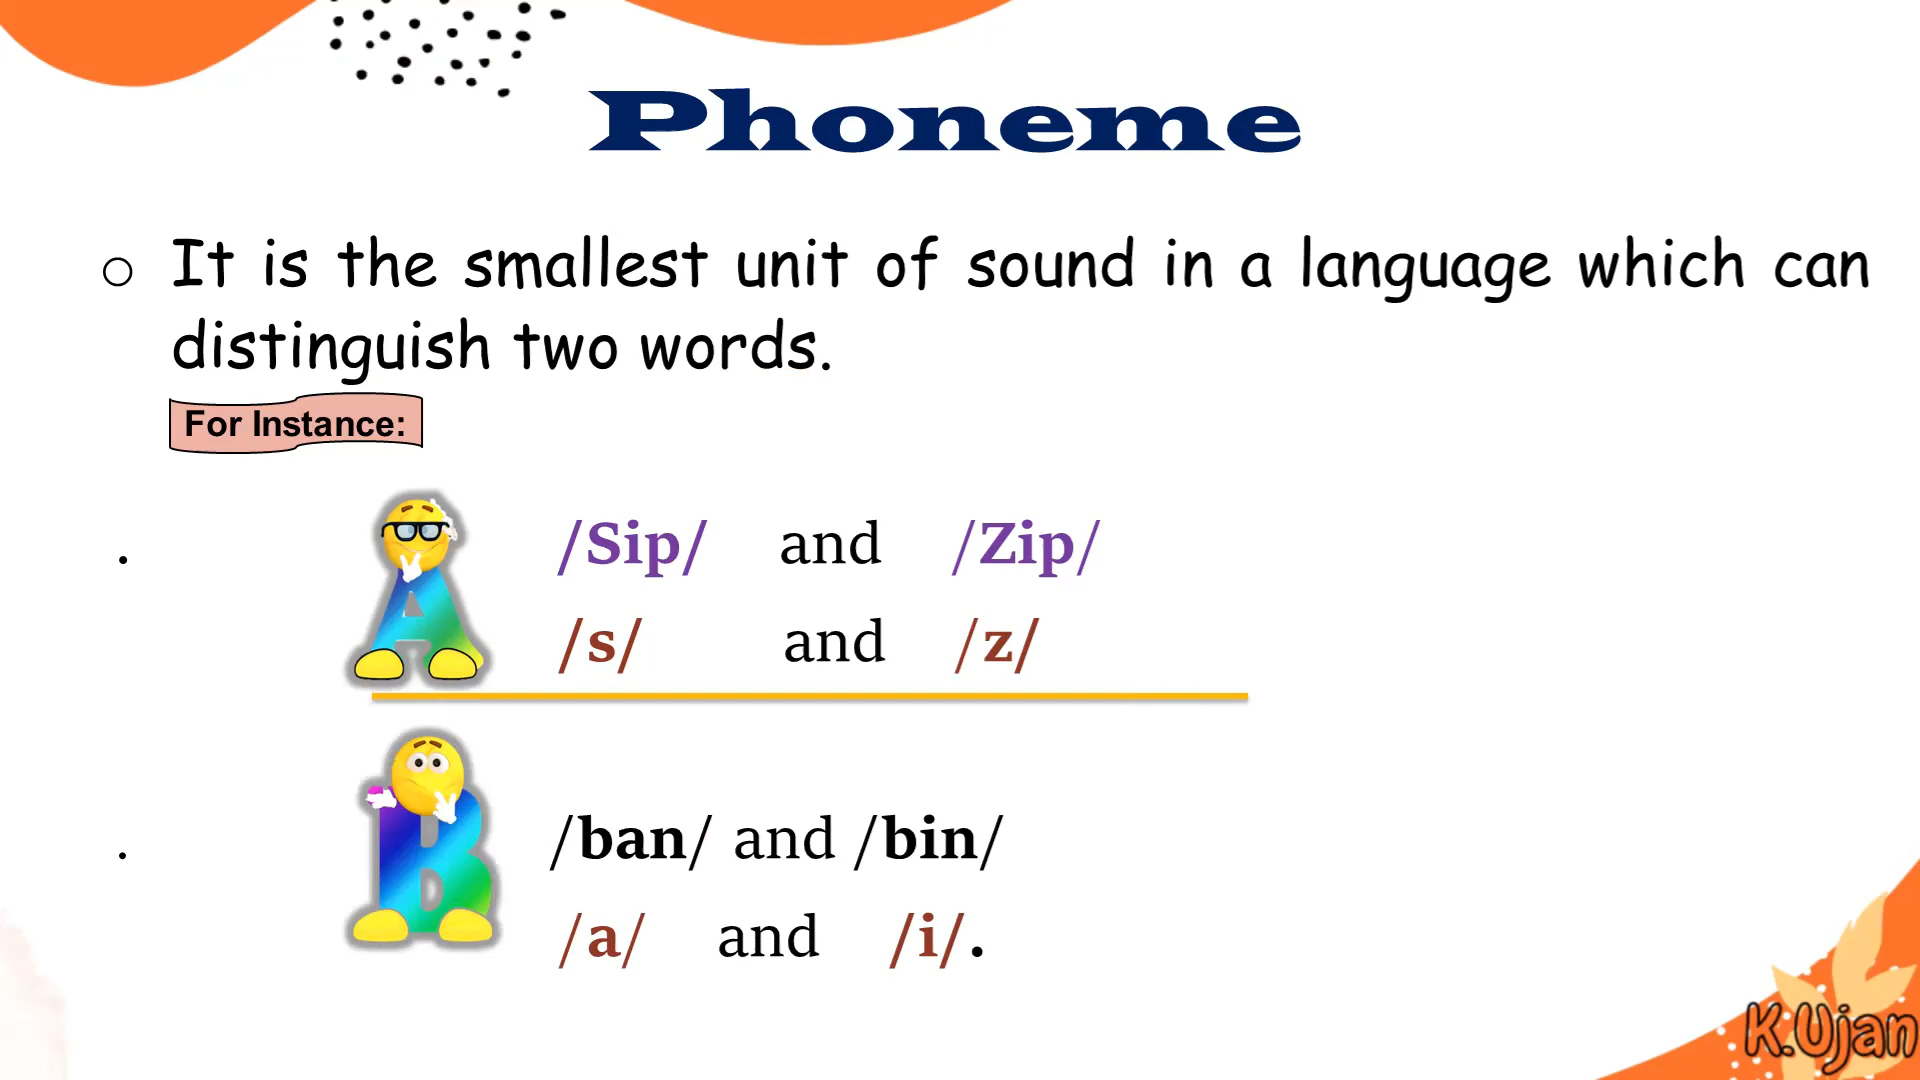 Phoneme
o It is the smallest unit of sound in a language which can
distinguish two words.
For Instance:
. /Sip/ and /Zip/
/s/ and /z/
. /ban/ and /bin/
/a/ and /i/.
A
B
K.Ujan